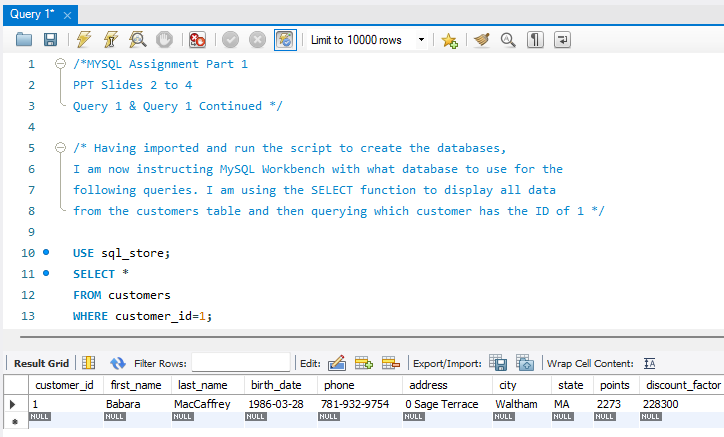 Query 1*
Limit to 10000 rows
1 /*MYSQL Assignment Part 1
2 PPT Slides 2 to 4
3 Query 1 & Query 1 Continued */
4
5 /* Having imported and run the script to create the databases,
6 I am now instructing MySQL Workbench with what database to use for the
7 following queries. I am using the SELECT function to display all data
8 from the customers table and then querying which customer has the ID of 1 */
9
10 USE sql_store;
11 SELECT *
12 FROM customers
13 WHERE customer_id=1;
Result Grid Filter Rows: Edit: Export/Import: Wrap Cell Content: IA
customer_id first_name last_name birth_date phone address city state points discount_factor
1 Babara MacCaffrey 1986-03-28 781-932-9754 0 Sage Terrace Waltham MA 2273 228300
NULL NULL NULL NULL NULL NULL NULL NULL NULL NULL